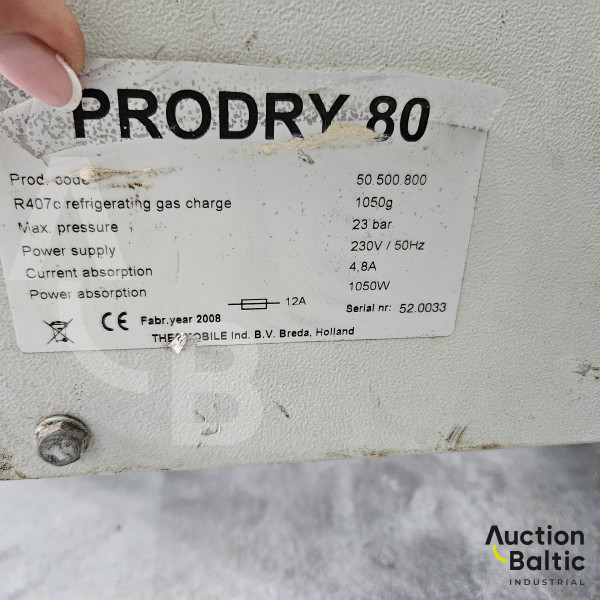 PRODRY 80
Prod. code 50.500.800
R407c refrigerating gas charge 1050g
Max. pressure 23 bar
Power supply 230V / 50Hz
Current absorption 4,8A
Power absorption 1050W
12A
CE Fabr.year 2008 Serial nr: 52.0033
THERMOBILE Ind. B.V. Breda, Holland
Auction
Baltic
INDUSTRIAL